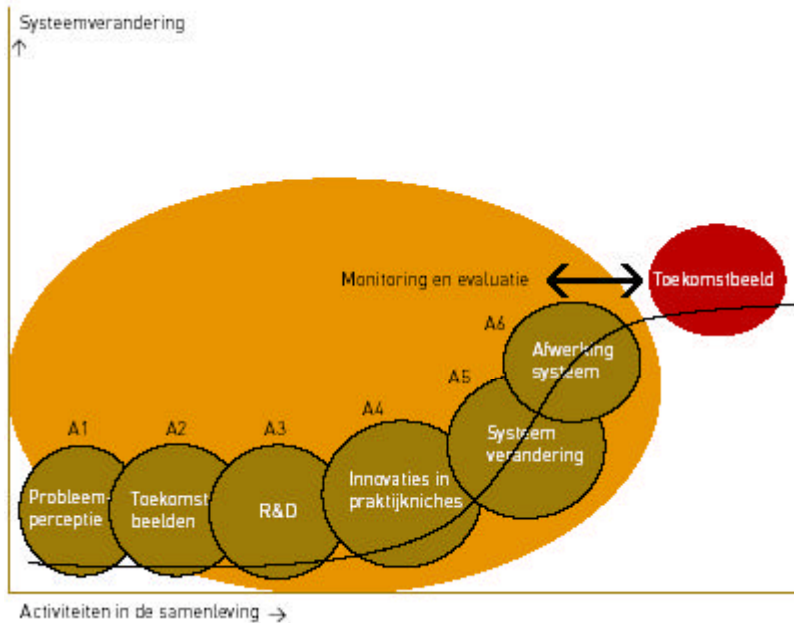 Systeemverandering
↑
Monitoring en evaluatie
Toekomstbeeld
A6
Afwerking
systeem
A5
Systeem
verandering
A4
Innovaties in
praktijkniches
A1
Probleem-
perceptie
A2
Toekomst
beelden
A3
R&D
Activiteiten in de samenleving →